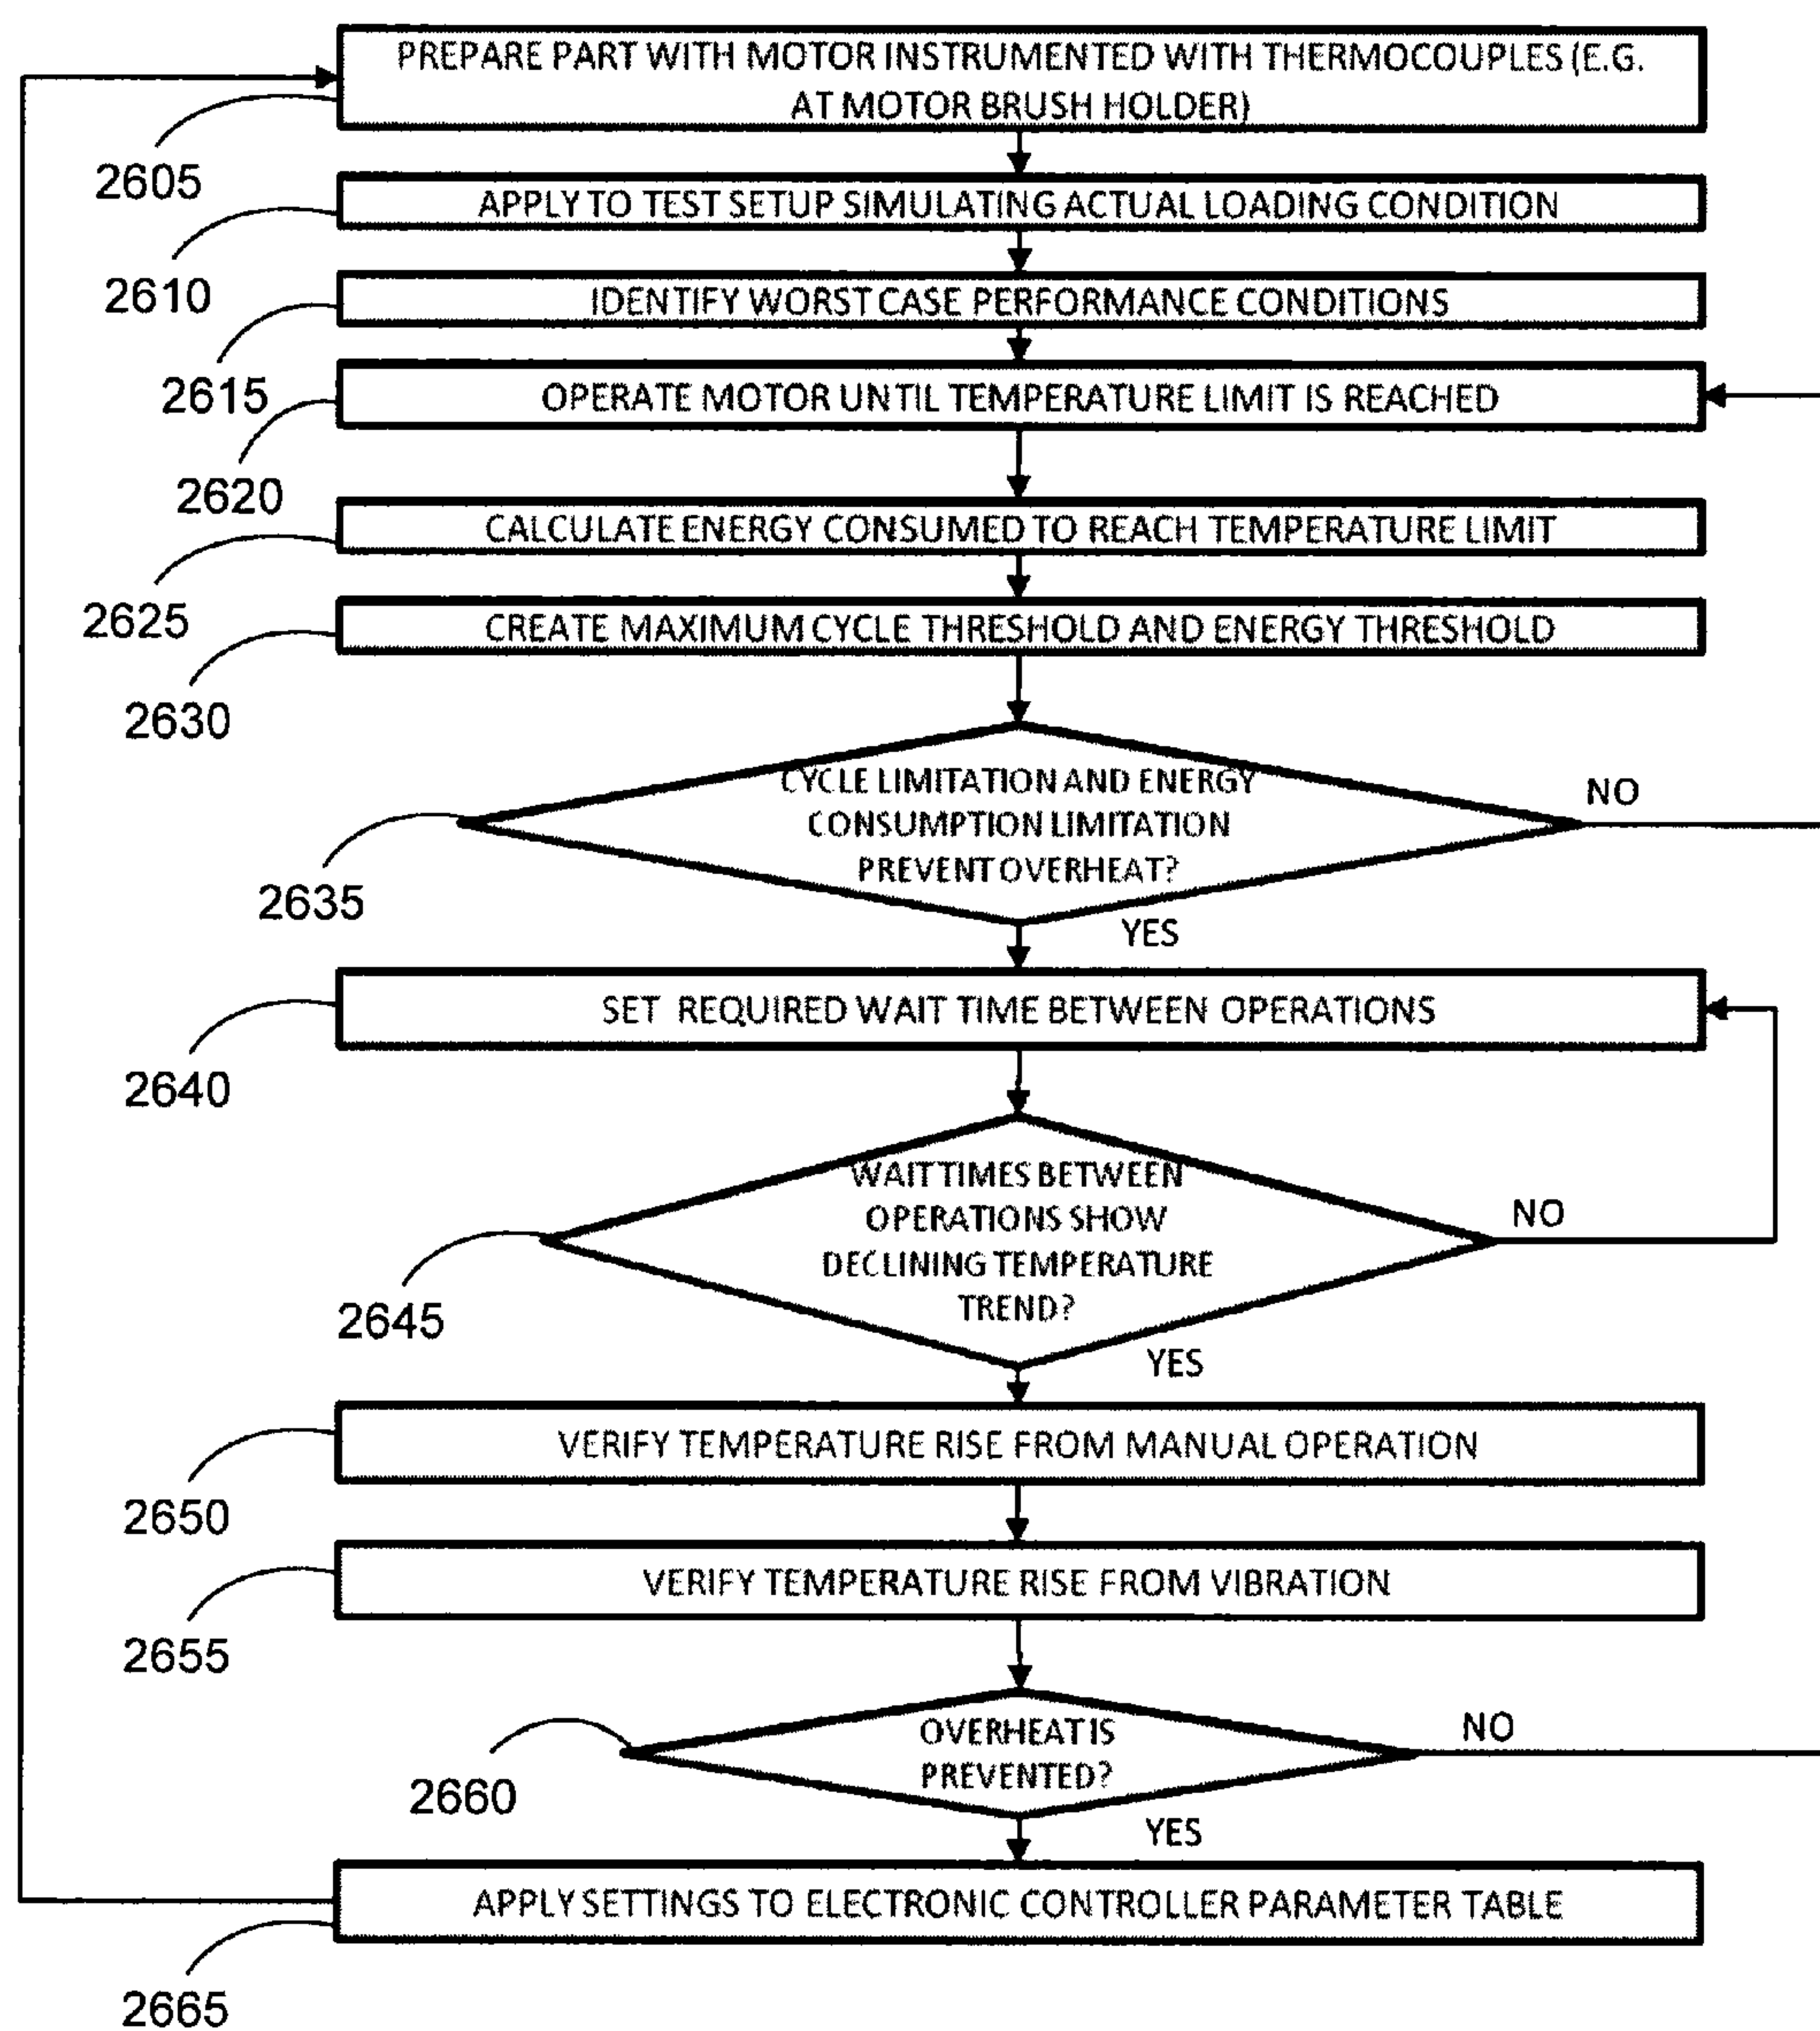 PREPARE PART WITH MOTOR INSTRUMENTED WITH THERMOCOUPLES (E.G.
AT MOTOR BRUSH HOLDER)
2605
APPLY TO TEST SETUP SIMULATING ACTUAL LOADING CONDITION
2610
IDENTIFY WORST CASE PERFORMANCE CONDITIONS
2615
OPERATE MOTOR UNTIL TEMPERATURE LIMIT IS REACHED
2620
CALCULATE ENERGY CONSUMED TO REACH TEMPERATURE LIMIT
2625
CREATE MAXIMUM CYCLE THRESHOLD AND ENERGY THRESHOLD
2630
CYCLE LIMITATION AND ENERGY
CONSUMPTION LIMITATION
PREVENT OVERHEAT?
NO
2635
YES
SET REQUIRED WAIT TIME BETWEEN OPERATIONS
2640
WAIT TIMES BETWEEN
OPERATIONS SHOW
DECLINING TEMPERATURE
TREND?
NO
2645
YES
VERIFY TEMPERATURE RISE FROM MANUAL OPERATION
2650
VERIFY TEMPERATURE RISE FROM VIBRATION
2655
OVERHEAT IS
PREVENTED?
NO
2660
YES
APPLY SETTINGS TO ELECTRONIC CONTROLLER PARAMETER TABLE
2665